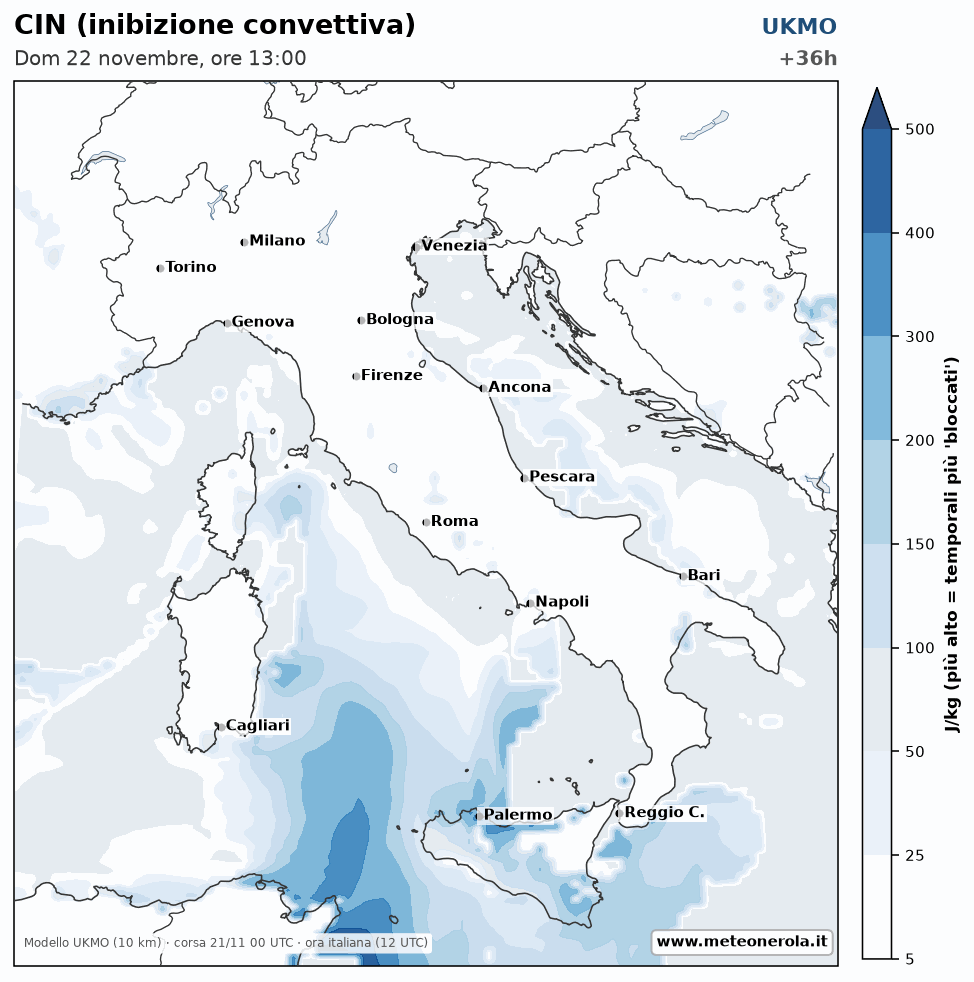 CIN (inibizione convettiva)
UKMO
Dom 22 novembre, ore 13:00
+36h
Milano
Venezia
Torino
Genova
Bologna
Firenze
Ancona
Pescara
Roma
Bari
Napoli
Cagliari
Palermo
Reggio C.
Modello UKMO (10 km) · corsa 21/11 00 UTC · ora italiana (12 UTC)
www.meteonerola.it
500
400
300
200
150
100
50
25
5
J/kg (più alto = temporali più 'bloccati')